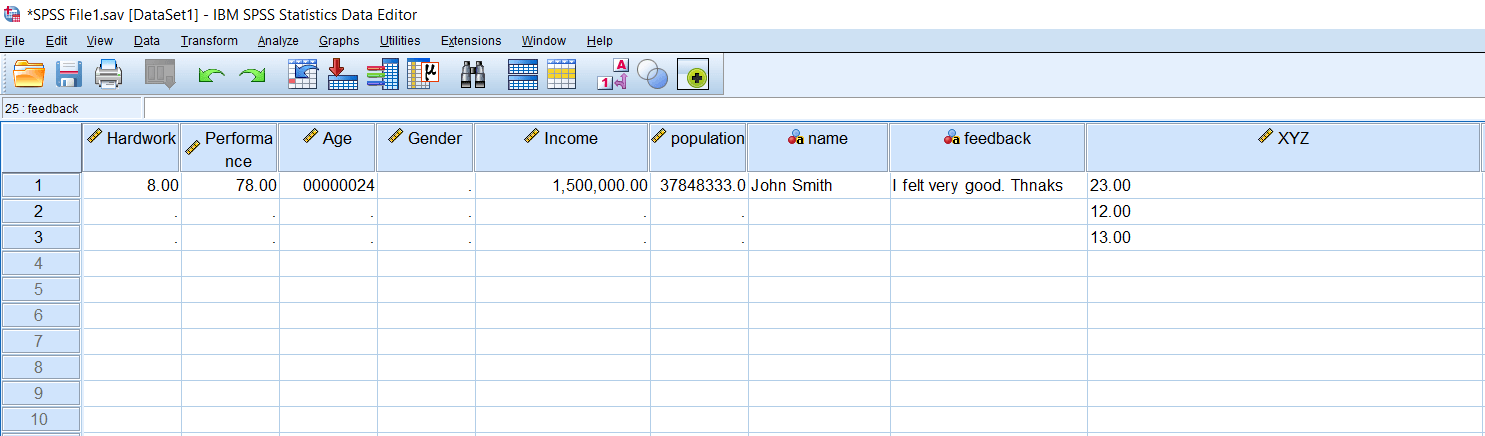 *SPSS File1.sav [DataSet1] - IBM SPSS Statistics Data Editor
File Edit View Data Transform Analyze Graphs Utilities Extensions Window Help
25 : feedback
Hardwork Performa Age Gender Income population name feedback XYZ
nce
1 8.00 78.00 00000024 . 1,500,000.00 37848333.0 John Smith I felt very good. Thnaks 23.00
2 . . . . . . 12.00
3 . . . . . . 13.00
4
5
6
7
8
9
10